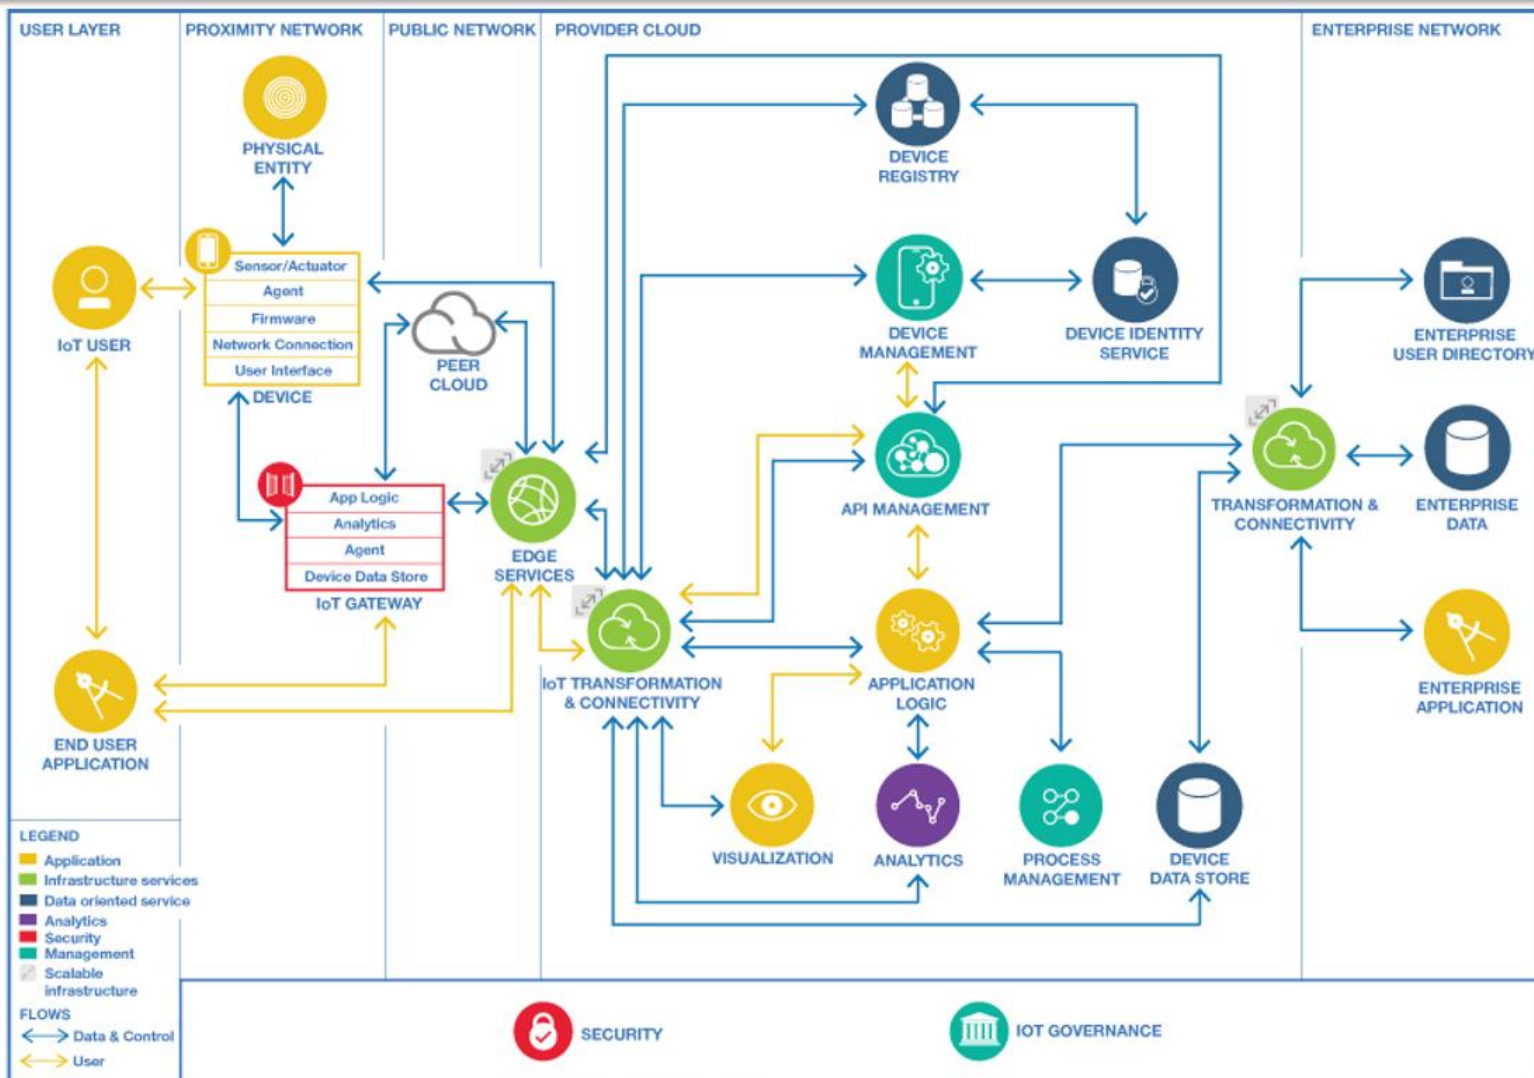 USER LAYER
PROXIMITY NETWORK
PUBLIC NETWORK
PROVIDER CLOUD
ENTERPRISE NETWORK
PHYSICAL
ENTITY
DEVICE
REGISTRY
IoT USER
Sensor/Actuator
Agent
Firmware
Network Connection
User Interface
DEVICE
PEER
CLOUD
DEVICE
MANAGEMENT
DEVICE IDENTITY
SERVICE
ENTERPRISE
USER DIRECTORY
App Logic
Analytics
Agent
Device Data Store
IoT GATEWAY
EDGE
SERVICES
API MANAGEMENT
TRANSFORMATION &
CONNECTIVITY
ENTERPRISE
DATA
END USER
APPLICATION
IoT TRANSFORMATION
& CONNECTIVITY
APPLICATION
LOGIC
ENTERPRISE
APPLICATION
VISUALIZATION
ANALYTICS
PROCESS
MANAGEMENT
DEVICE
DATA STORE
LEGEND
Application
Infrastructure services
Data oriented service
Analytics
Security
Management
Scalable
infrastructure
FLOWS
Data & Control
User
SECURITY
IOT GOVERNANCE